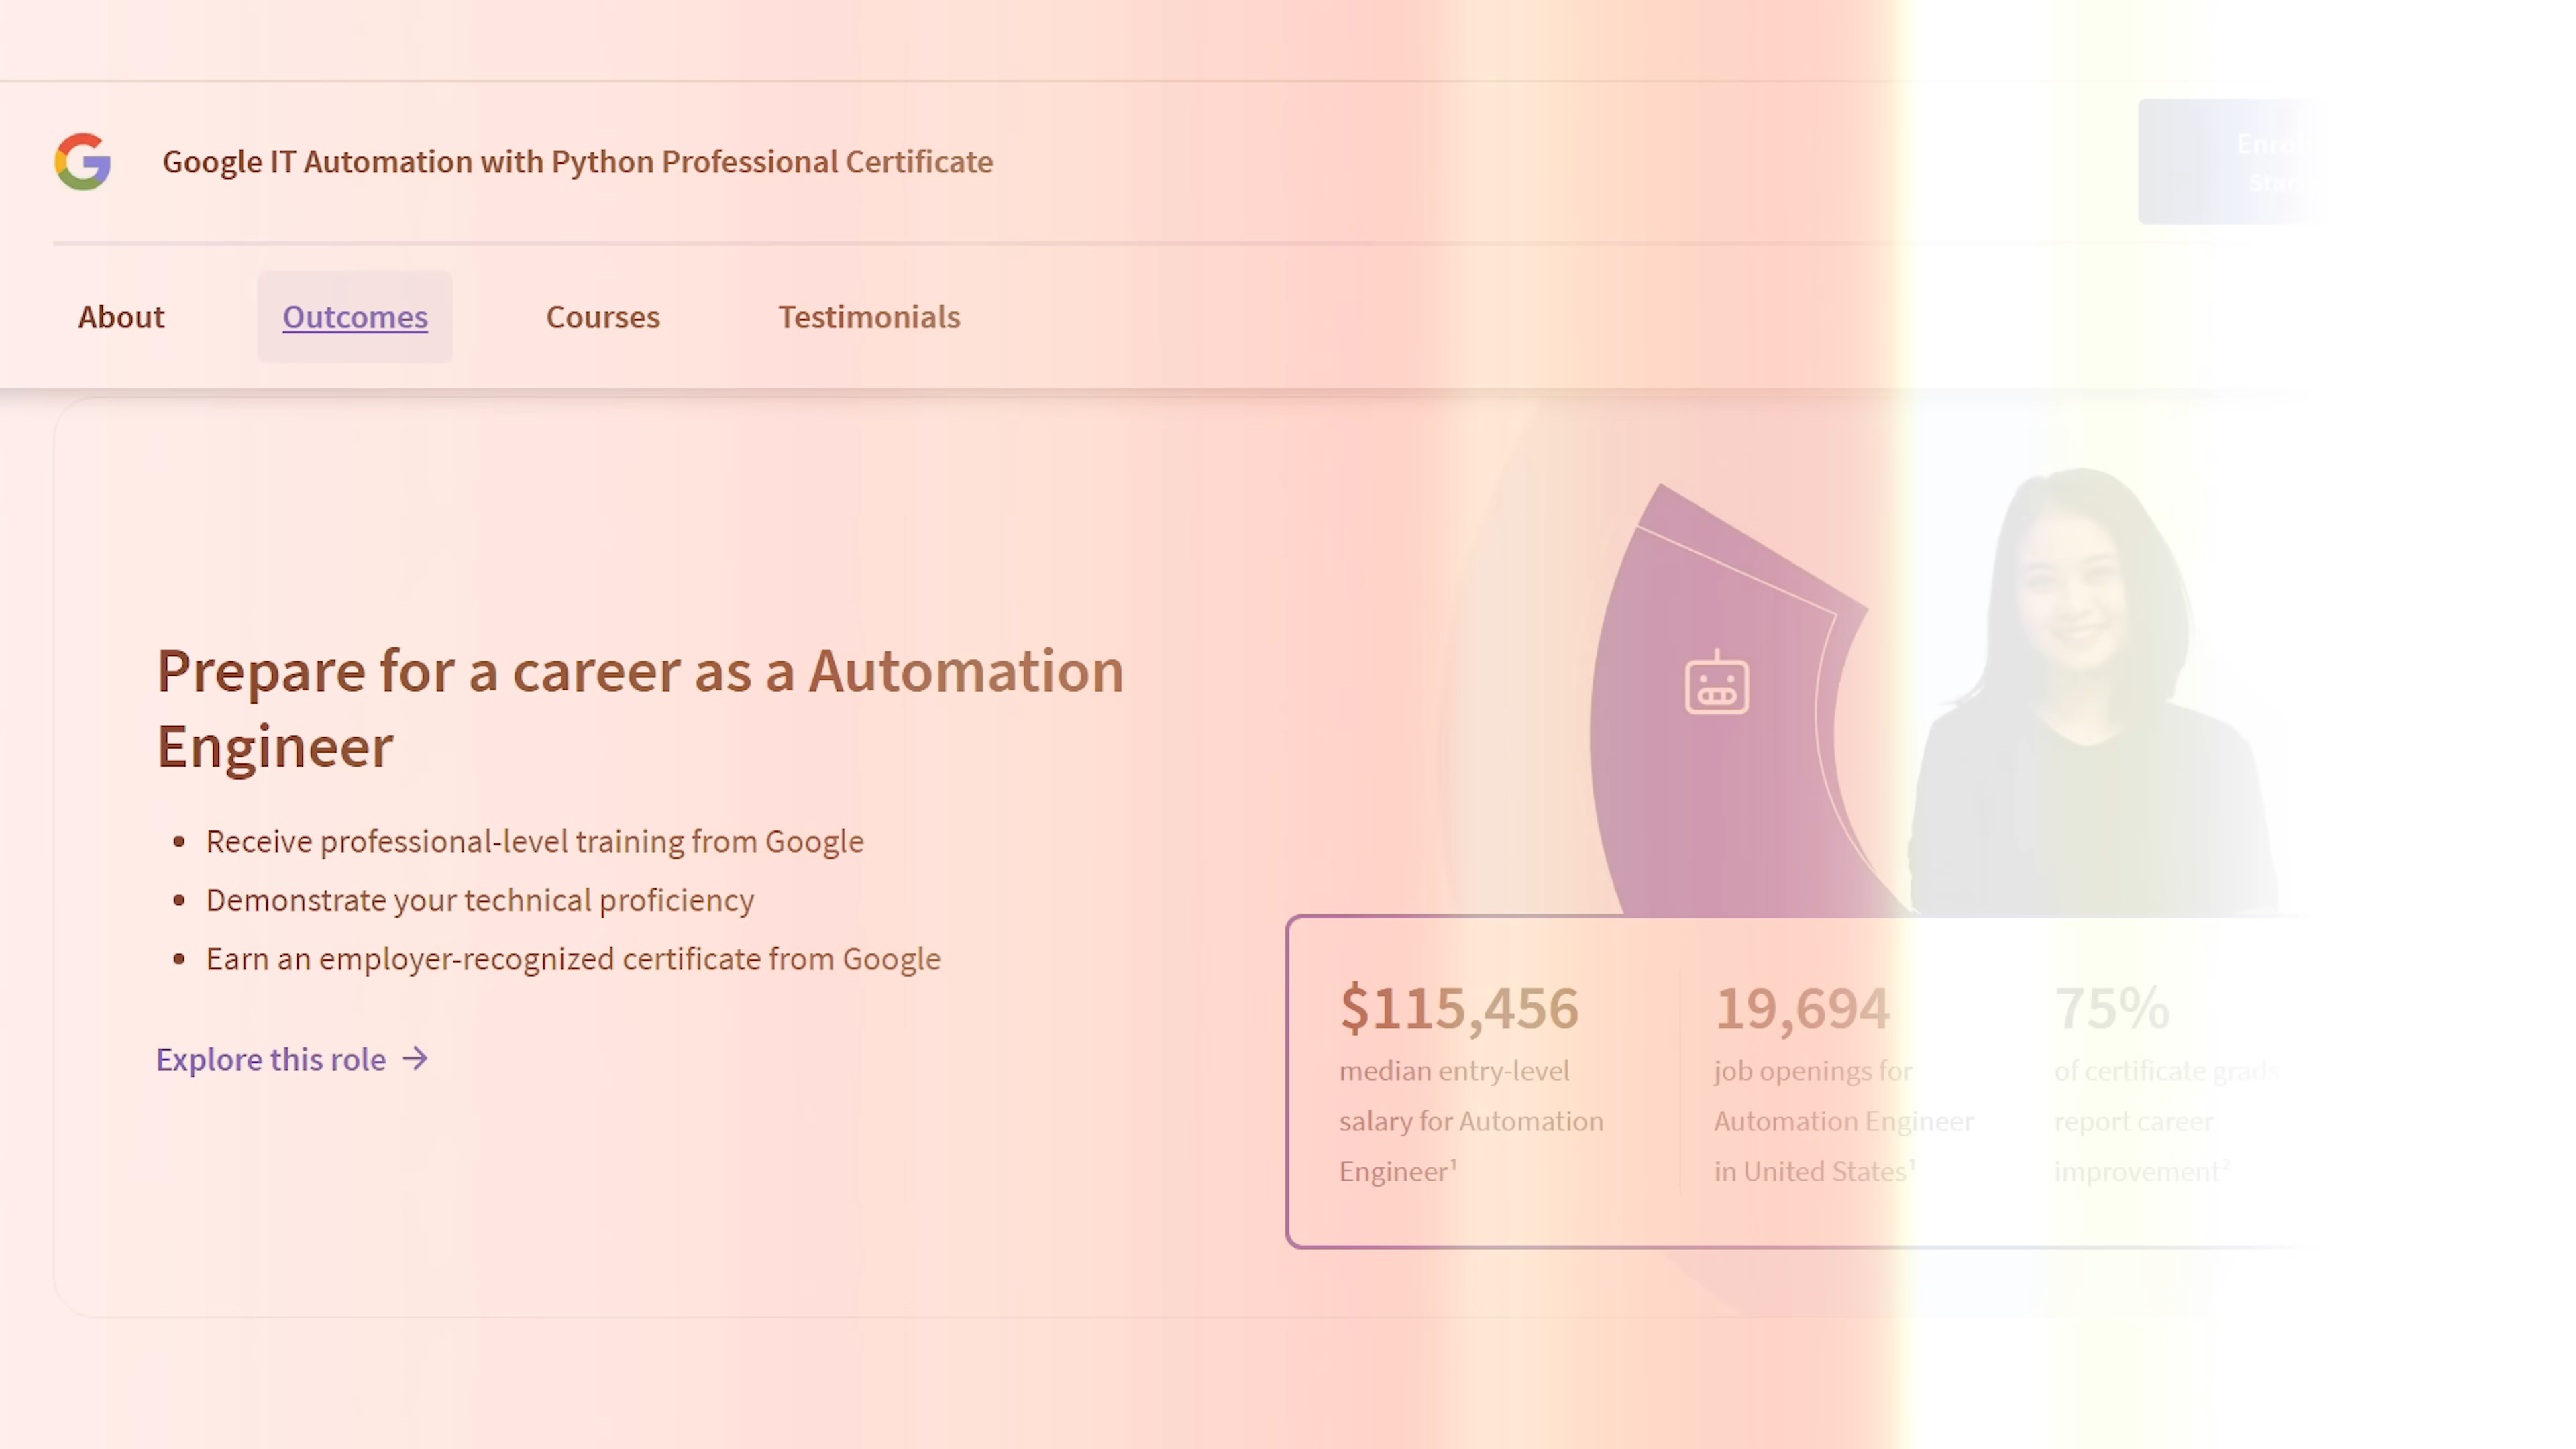 Google IT Automation with Python Professional Certificate
About
Outcomes
Courses
Testimonials
Prepare for a career as a Automation
Engineer
Receive professional-level training from Google
Demonstrate your technical proficiency
Earn an employer-recognized certificate from Google
Explore this role →
$115,456
median entry-level
salary for Automation
Engineer¹
19,694
job openings for
Automation Engineer
in United States¹
75%
of certificate grads
report career
improvement²